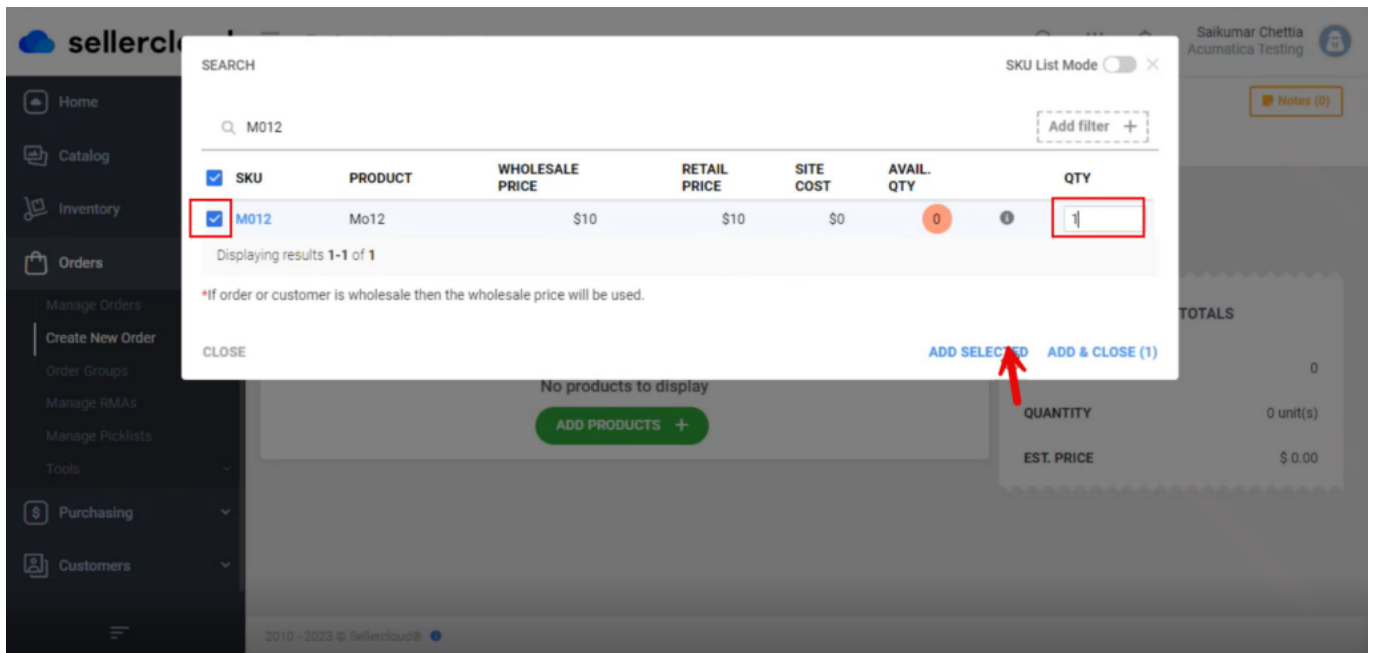 sellercl
Saikumar Chettia
Acumatica Testing
SEARCH
SKU List Mode
Home
Notes (0)
M012
Add filter +
Catalog
SKU PRODUCT WHOLESALE PRICE RETAIL PRICE SITE COST AVAIL. QTY QTY
Inventory
M012 Mo12 $10 $10 $0 0 1
Displaying results 1-1 of 1
Orders
*If order or customer is wholesale then the wholesale price will be used.
Manage Orders
TOTALS
Create New Order
CLOSE
ADD SELECTED ADD & CLOSE (1)
Order Groups
0
No products to display
Manage RMAs
ADD PRODUCTS +
QUANTITY 0 unit(s)
Manage Picklists
EST. PRICE $ 0.00
Tools
Purchasing
Customers
2010 - 2023 © Sellercloud®